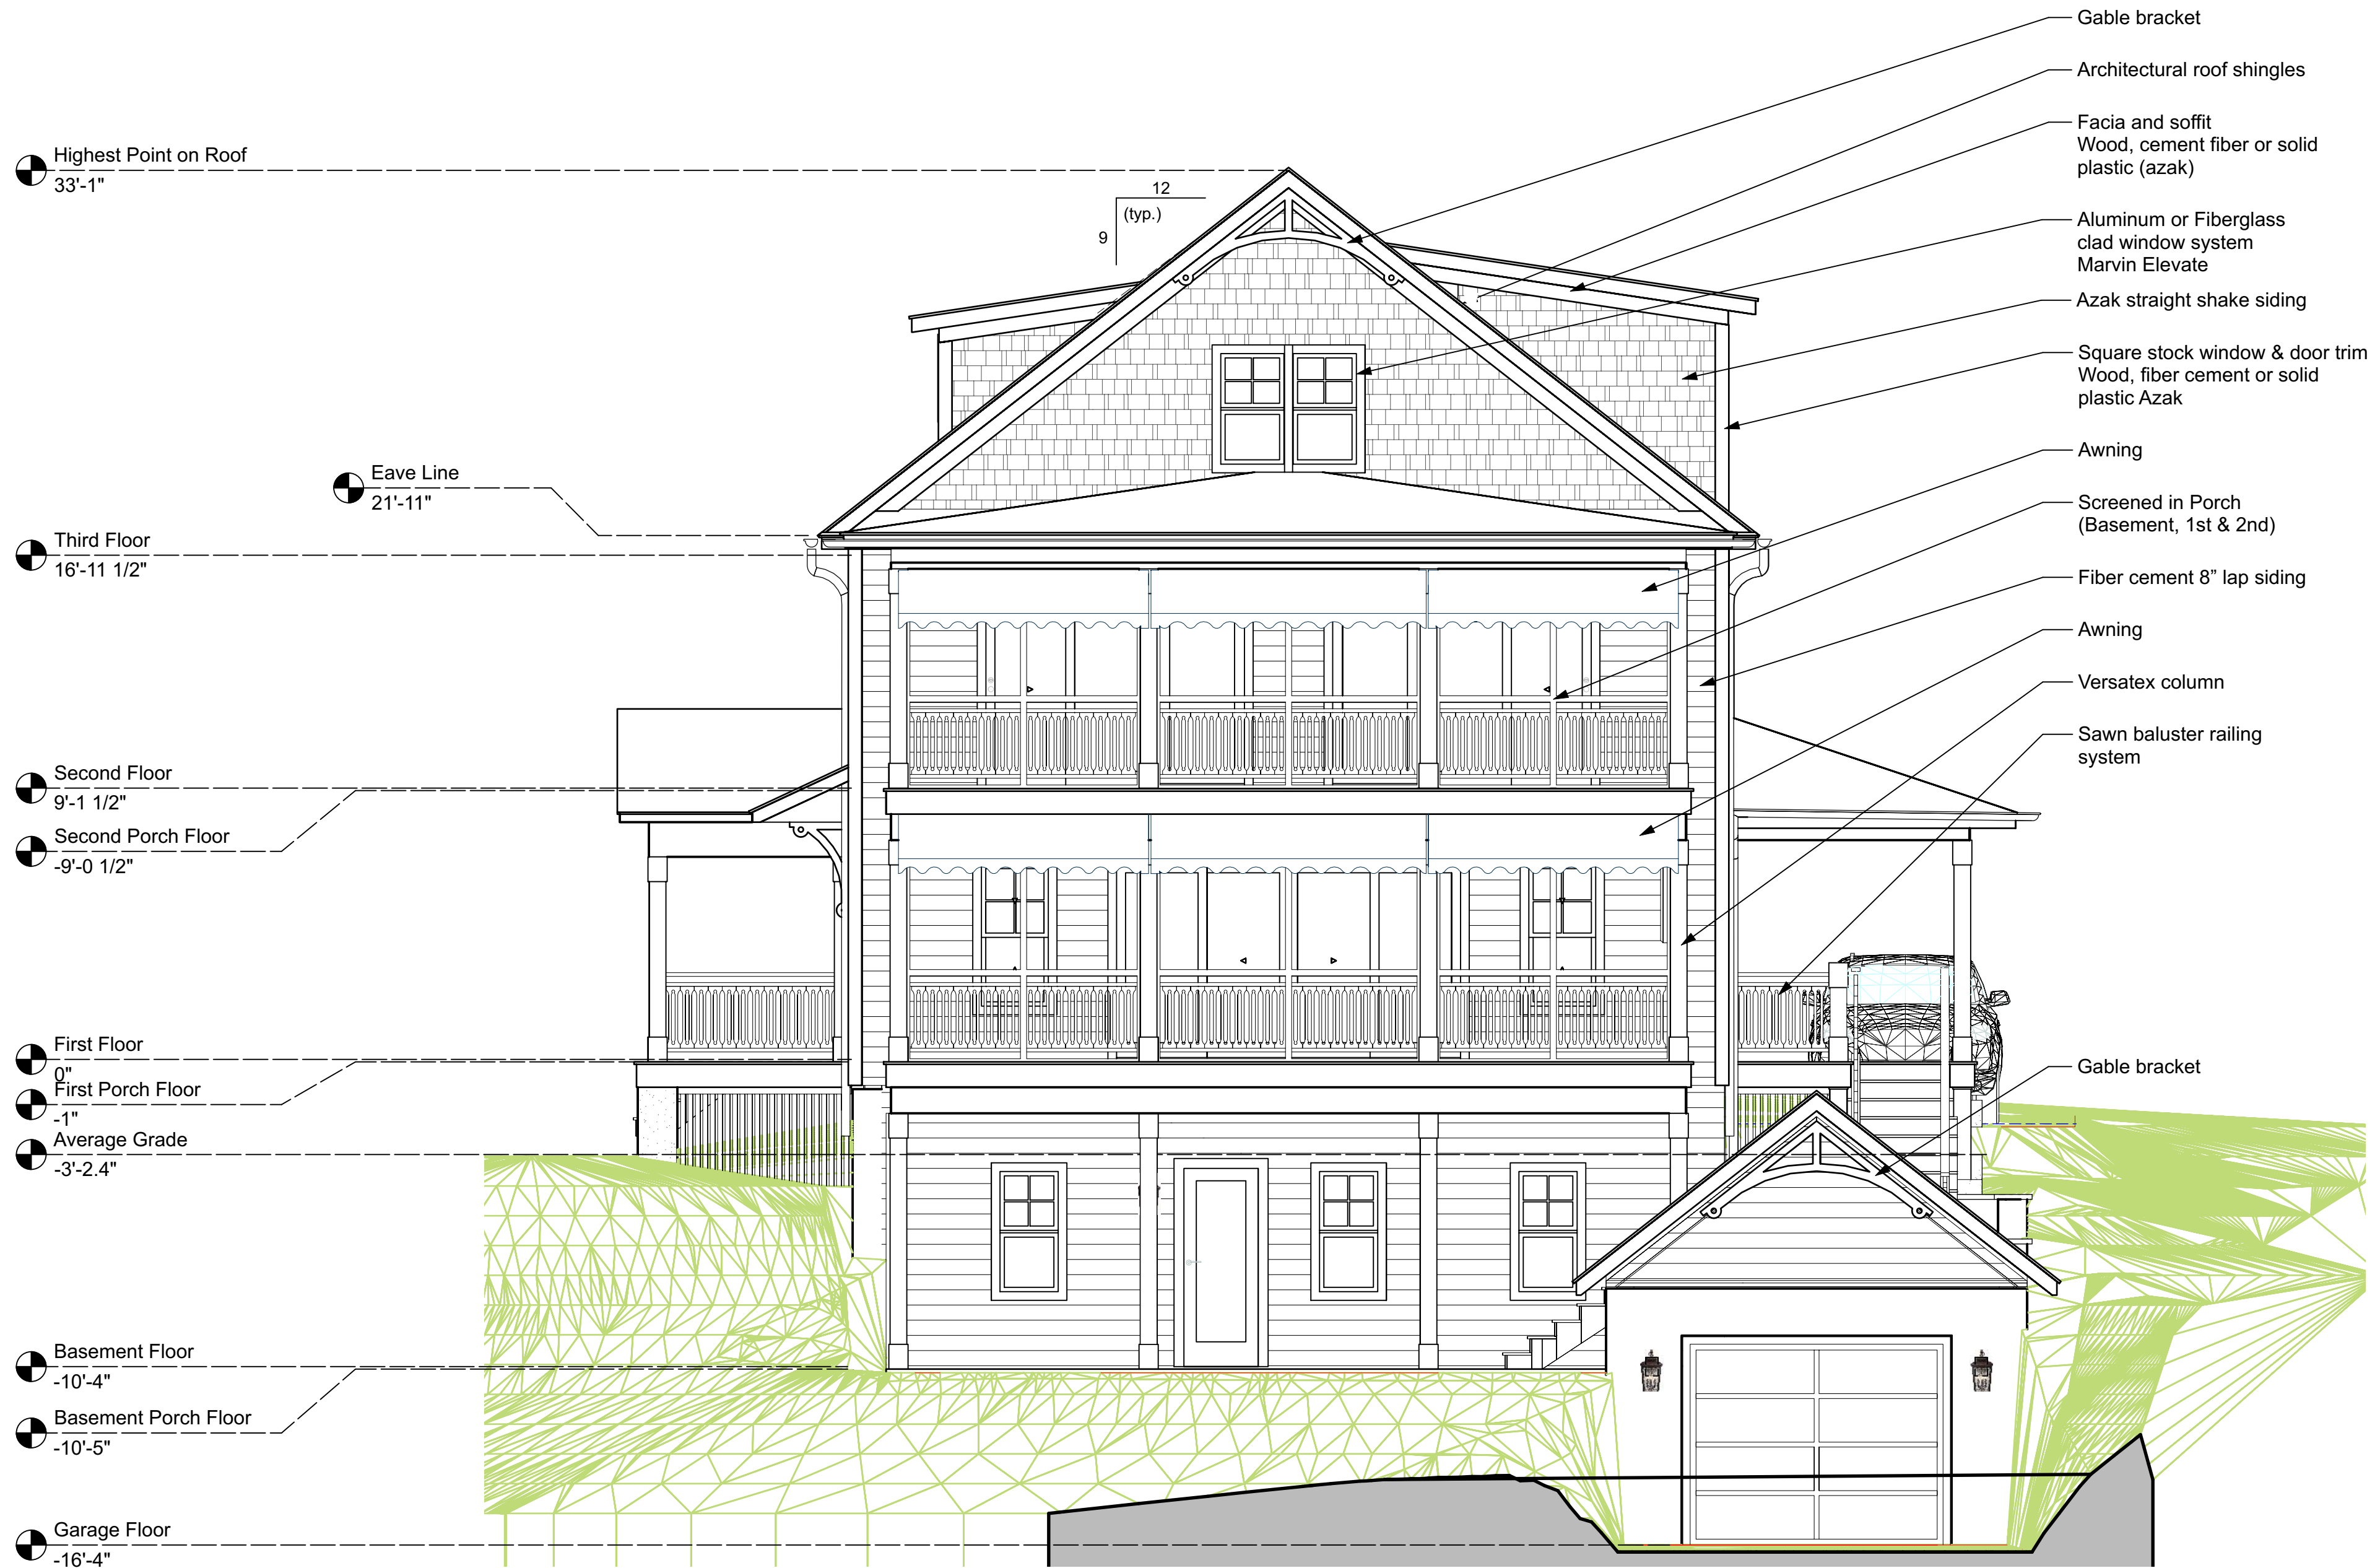 Gable bracket
Architectural roof shingles
Facia and soffit
Wood, cement fiber or solid
plastic (azak)
Aluminum or Fiberglass
clad window system
Marvin Elevate
Azak straight shake siding
Square stock window & door trim
Wood, fiber cement or solid
plastic Azak
Awning
Screened in Porch
(Basement, 1st & 2nd)
Fiber cement 8” lap siding
Awning
Versatex column
Sawn baluster railing
system
Gable bracket
Highest Point on Roof
33'-1"
12
(typ.)
9
Eave Line
21'-11"
Third Floor
16'-11 1/2"
Second Floor
9'-1 1/2"
Second Porch Floor
-9'-0 1/2"
First Floor
0"
First Porch Floor
-1"
Average Grade
-3'-2.4"
Basement Floor
-10'-4"
Basement Porch Floor
-10'-5"
Garage Floor
-16'-4"